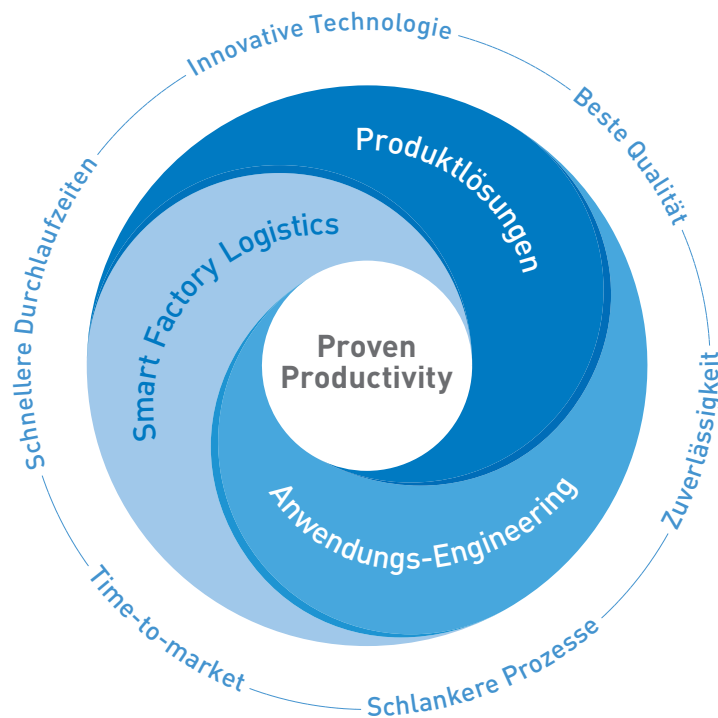 Innovative Technologie
Beste Qualität
Zuverlässigkeit
Schlankere Prozesse
Time-to-market
Schnellere Durchlaufzeiten
Produktlösungen
Anwendungs-Engineering
Smart Factory Logistics
Proven
Productivity